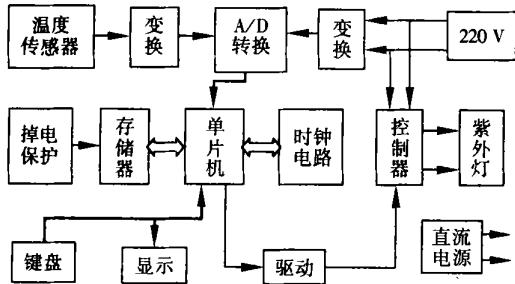 温度
传感器
变换
A/D
转换
变换
220 V
掉电
保护
存储器
单片机
时钟
电路
控制器
紫外灯
键盘
显示
驱动
直流
电源